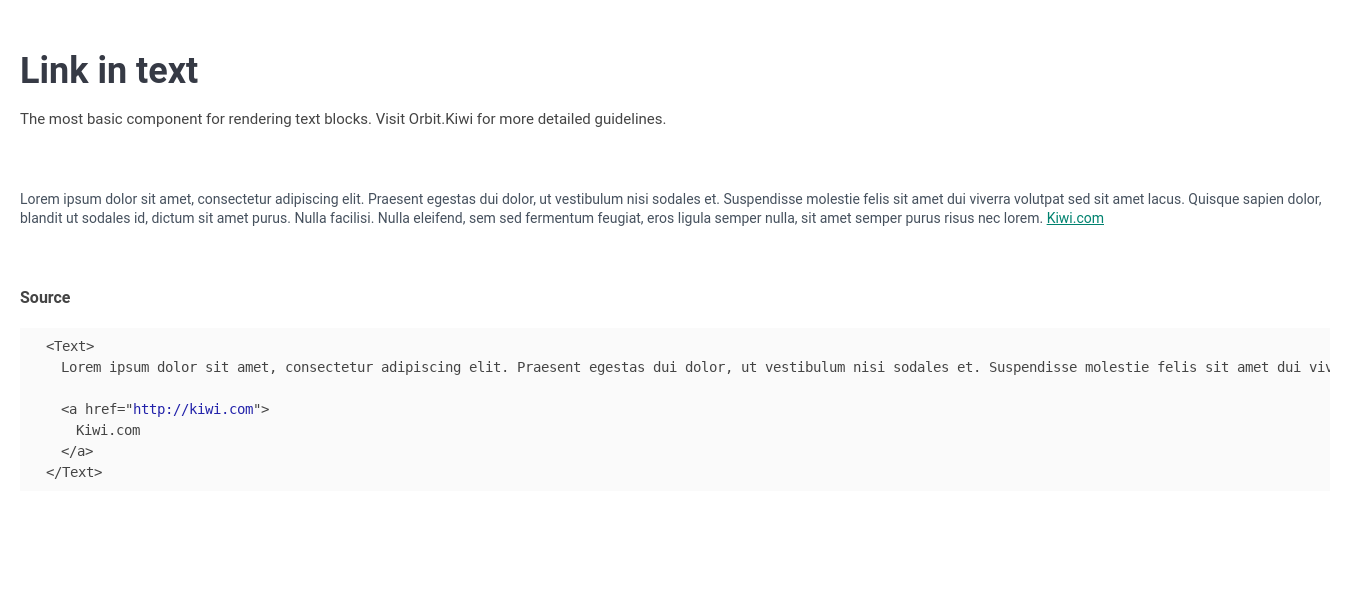 Link in text
The most basic component for rendering text blocks. Visit Orbit.Kiwi for more detailed guidelines.
Lorem ipsum dolor sit amet, consectetur adipiscing elit. Praesent egestas dui dolor, ut vestibulum nisi sodales et. Suspendisse molestie felis sit amet dui viverra volutpat sed sit amet lacus. Quisque sapien dolor,
blandit ut sodales id, dictum sit amet purus. Nulla facilisi. Nulla eleifend, sem sed fermentum feugiat, eros ligula semper nulla, sit amet semper purus risus nec lorem. Kiwi.com
Source
<Text>
Lorem ipsum dolor sit amet, consectetur adipiscing elit. Praesent egestas dui dolor, ut vestibulum nisi sodales et. Suspendisse molestie felis sit amet dui viv
<a href="http://kiwi.com">
Kiwi.com
</a>
</Text>